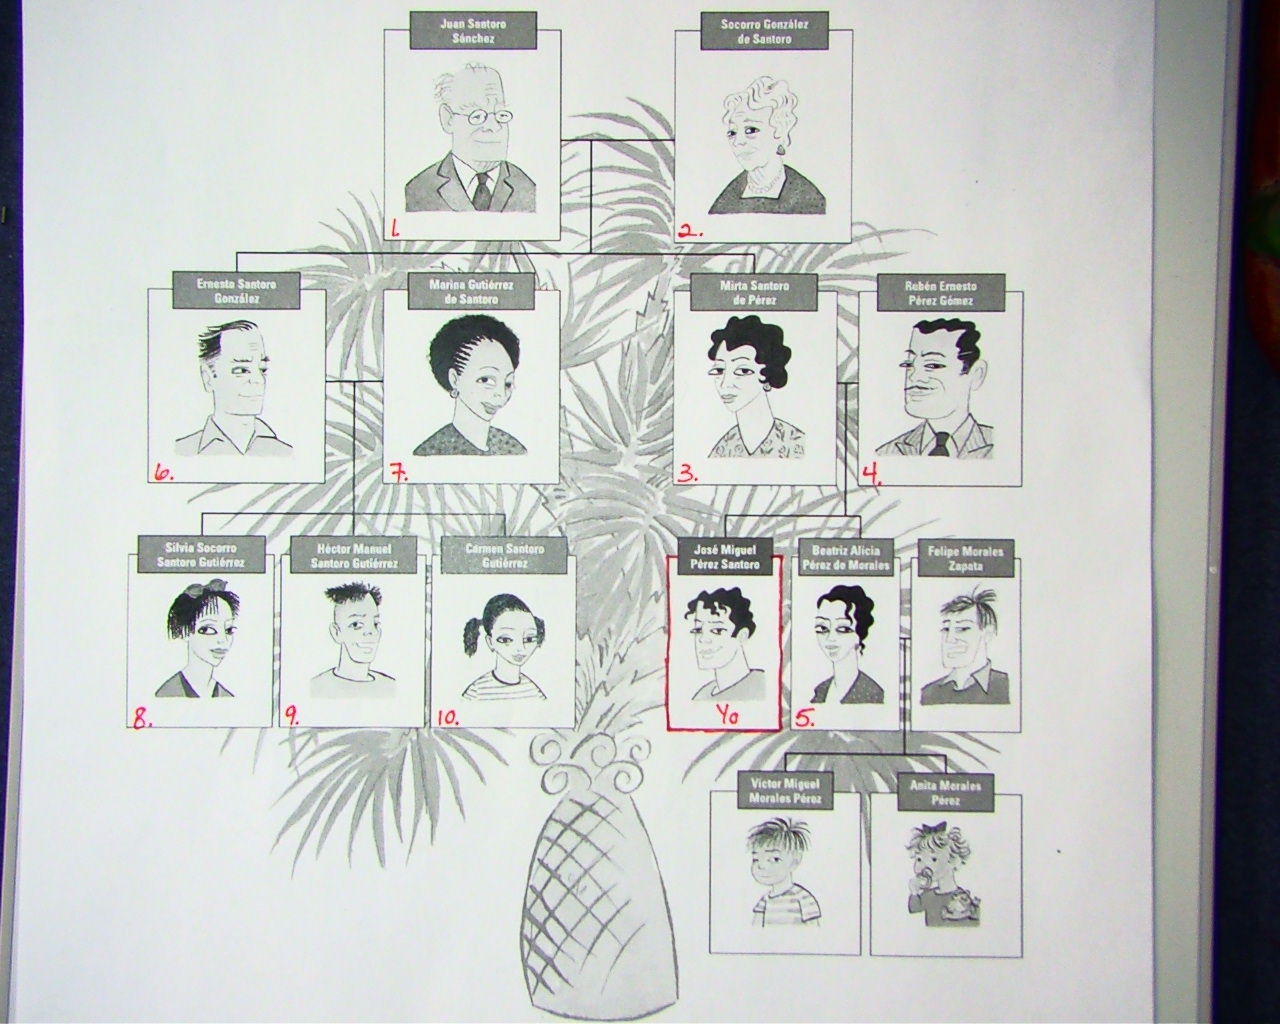 Juan Santoro
Sánchez
Socorro González
de Santoro
1.
2.
Ernesto Santoro
González
Marina Gutiérrez
de Santoro
Mirta Santoro
de Pérez
Rubén Ernesto
Pérez Gómez
6.
7.
3.
4.
Silvia Socorro
Santoro Gutiérrez
Héctor Manuel
Santoro Gutiérrez
Carmen Santoro
Gutiérrez
José Miguel
Pérez Santoro
Beatriz Alicia
Pérez de Morales
Felipe Morales
Zapata
8.
9.
10.
Yo
5.
Víctor Miguel
Morales Pérez
Anita Morales
Pérez